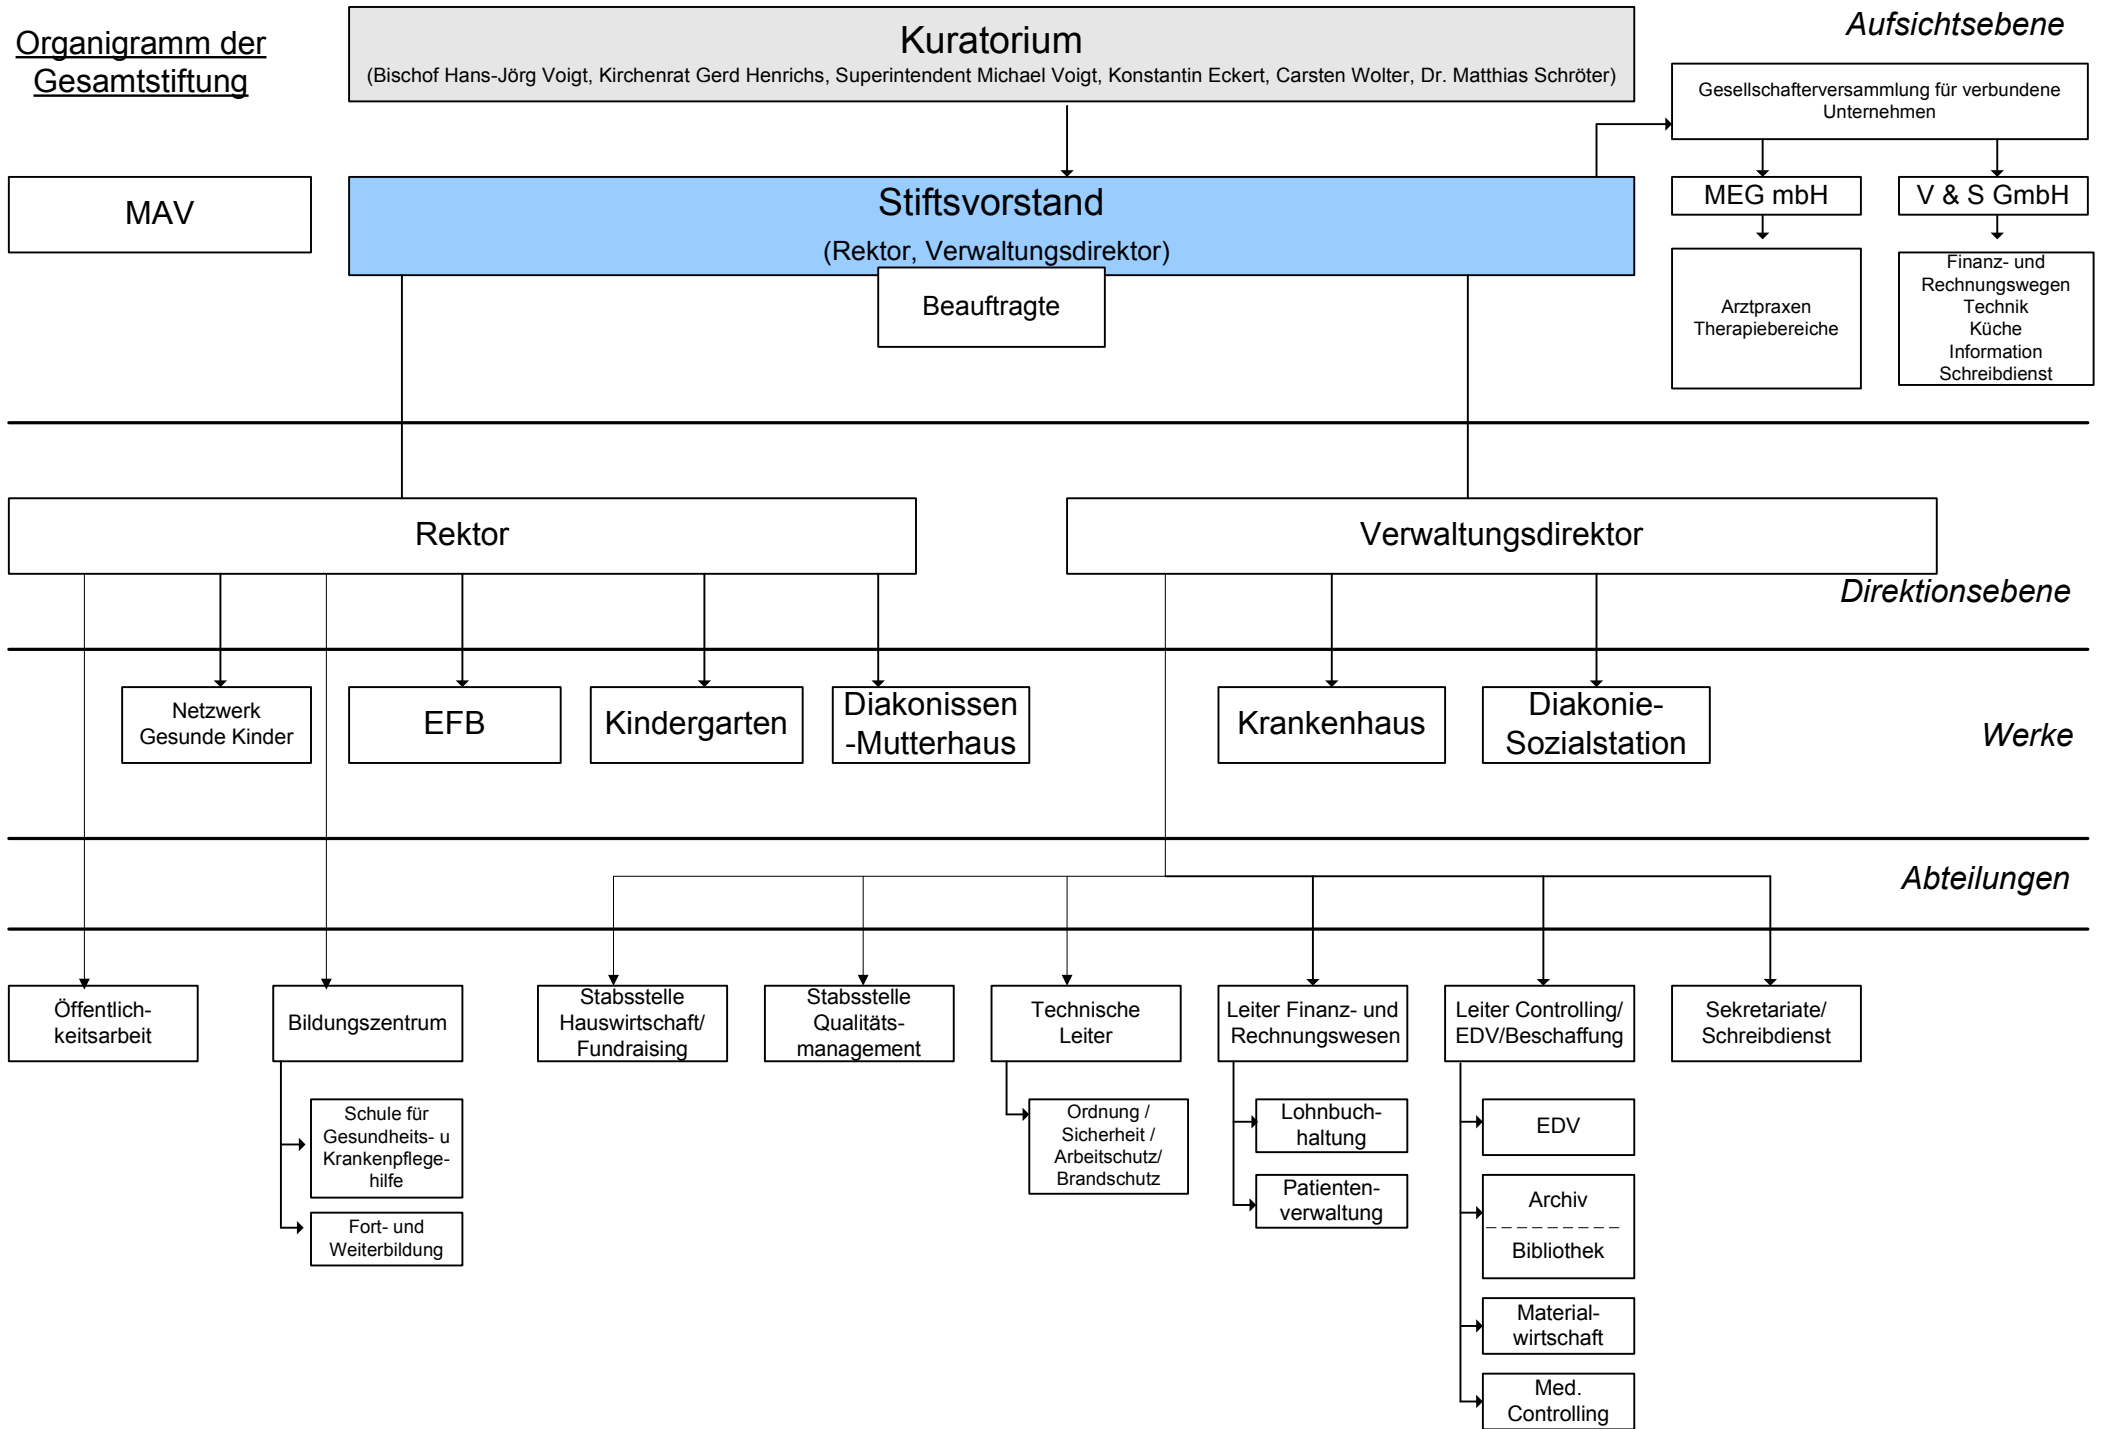 Organigramm der
Gesamtstiftung
Kuratorium
(Bischof Hans-Jörg Voigt, Kirchenrat Gerd Henrichs, Superintendent Michael Voigt, Konstantin Eckert, Carsten Wolter, Dr. Matthias Schröter)
Aufsichtsebene
Gesellschafterversammlung für verbundene
Unternehmen
MAV
Stiftsvorstand
(Rektor, Verwaltungsdirektor)
Beauftragte
MEG mbH
V & S GmbH
Arztpraxen
Therapiebereiche
Finanz- und
Rechnungswegen
Technik
Küche
Information
Schreibdienst
Rektor
Verwaltungsdirektor
Direktionsebene
Netzwerk
Gesunde Kinder
EFB
Kindergarten
Diakonissen
-Mutterhaus
Krankenhaus
Diakonie-
Sozialstation
Werke
Abteilungen
Öffentlich-
keitsarbeit
Bildungszentrum
Stabsstelle
Hauswirtschaft/
Fundraising
Stabsstelle
Qualitäts-
management
Technische
Leiter
Leiter Finanz- und
Rechnungswesen
Leiter Controlling/
EDV/Beschaffung
Sekretariate/
Schreibdienst
Schule für
Gesundheits- u
Krankenpflege-
hilfe
Fort- und
Weiterbildung
Ordnung /
Sicherheit /
Arbeitschutz/
Brandschutz
Lohnbuch-
haltung
Patienten-
verwaltung
EDV
Archiv
Bibliothek
Material-
wirtschaft
Med.
Controlling